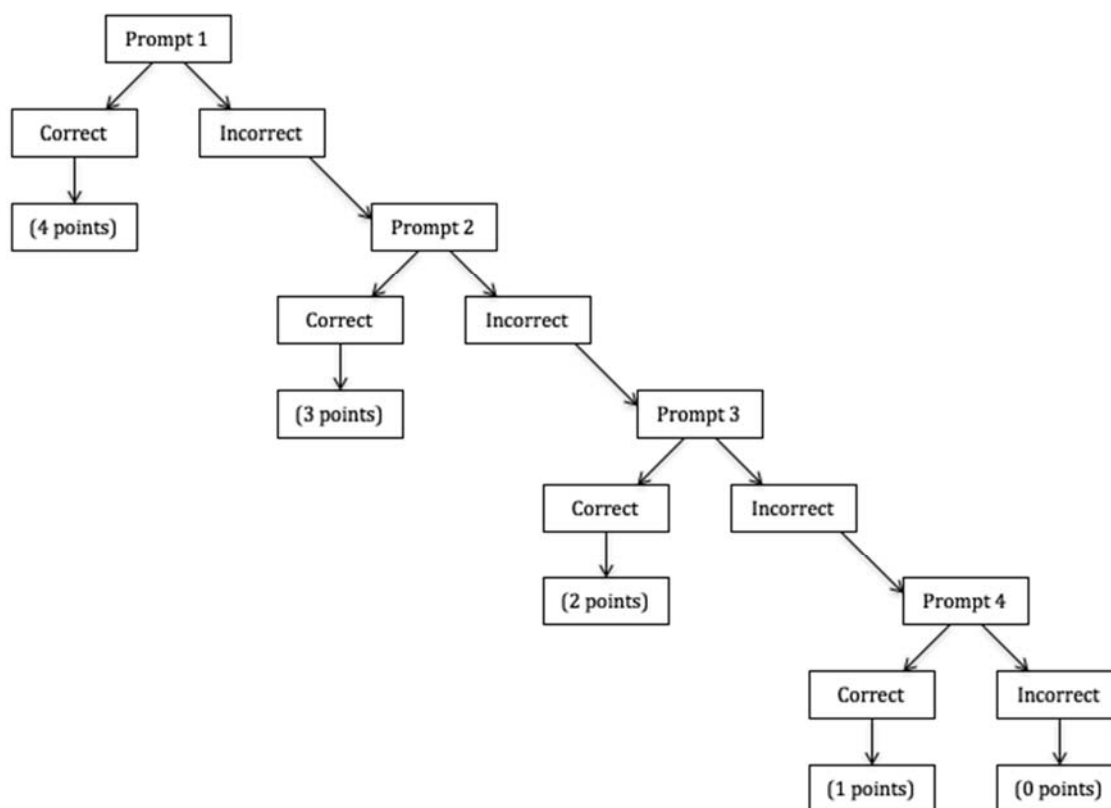 Prompt 1
Correct
Incorrect
(4 points)
Prompt 2
Correct
Incorrect
(3 points)
Prompt 3
Correct
Incorrect
(2 points)
Prompt 4
Correct
Incorrect
(1 points)
(0 points)